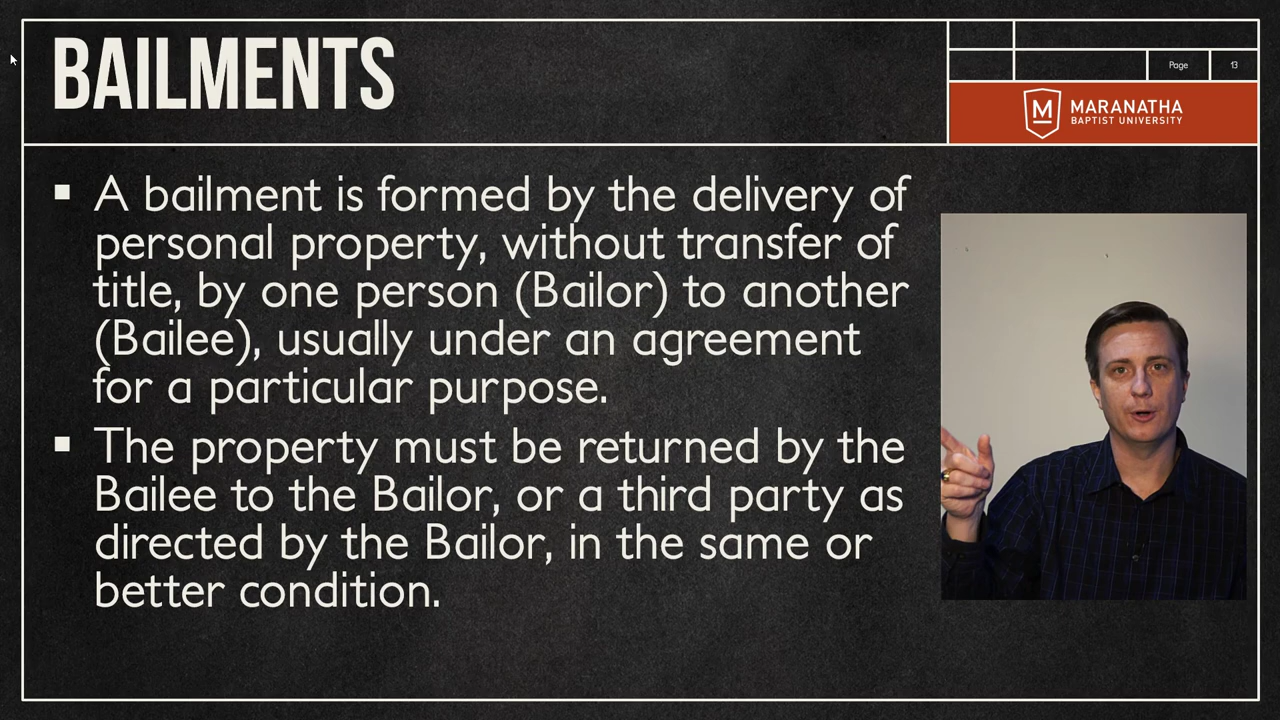 BAILMENTS
Page 13
M MARANATHA
BAPTIST UNIVERSITY
A bailment is formed by the delivery of
personal property, without transfer of
title, by one person (Bailor) to another
(Bailee), usually under an agreement
for a particular purpose.
The property must be returned by the
Bailee to the Bailor, or a third party as
directed by the Bailor, in the same or
better condition.